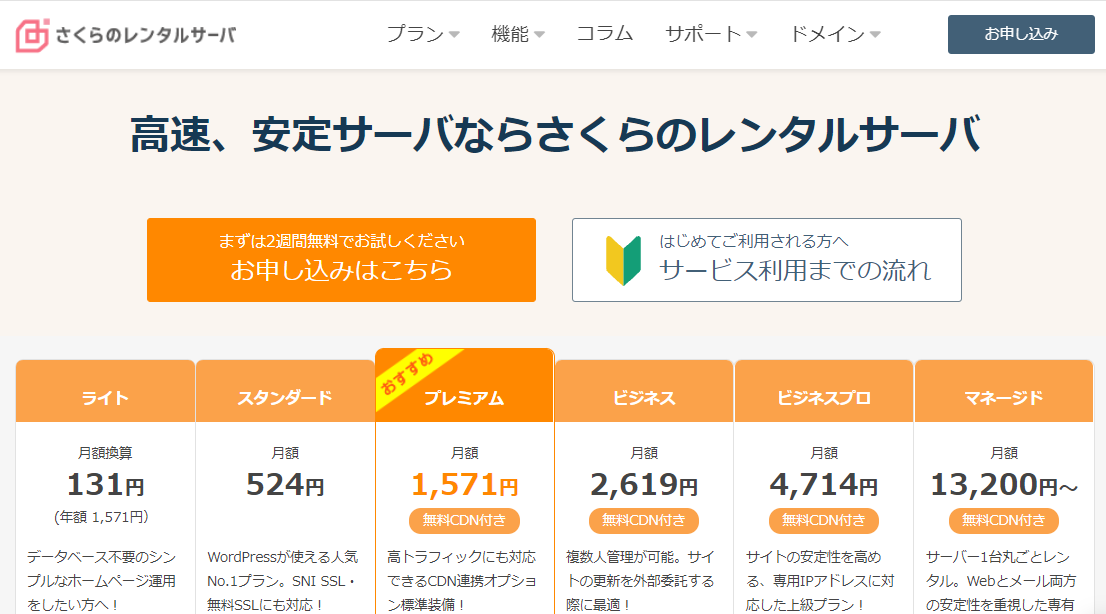 さくらのレンタルサーバ
プラン
機能
コラム
サポート
ドメイン
お申し込み
高速、安定サーバならさくらのレンタルサーバ
まずは2週間無料でお試しください
お申し込みはこちら
はじめてご利用される方へ
サービス利用までの流れ
ライト
月額換算
131円
(年額 1,571円)
データベース不要のシン
プルなホームページ運用
をしたい方へ！
スタンダード
月額
524円
WordPressが使える人気
No.1プラン。SNI SSL・
無料SSLにも対応！
おすすめ
プレミアム
月額
1,571円
無料CDN付き
高トラフィックにも対応
できるCDN連携オプショ
ン標準装備！
ビジネス
月額
2,619円
無料CDN付き
複数人管理が可能。サイ
トの更新を外部委託する
際に最適！
ビジネスプロ
月額
4,714円
無料CDN付き
サイトの安定性を高め
る、専用IPアドレスに対
応した上級プラン！
マネージド
月額
13,200円～
無料CDN付き
サーバー1台丸ごとレン
タル。Webとメール両方
の安定性を重視した専有